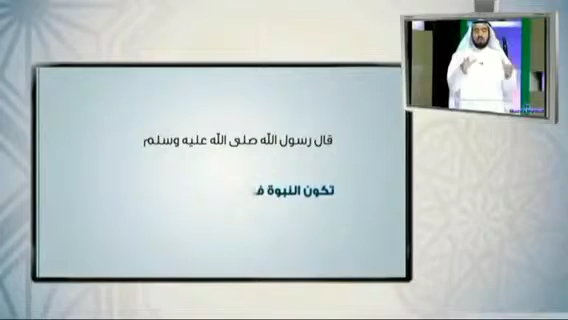 قال رسول الله صلى الله عليه وسلم
تكون النبوة ف